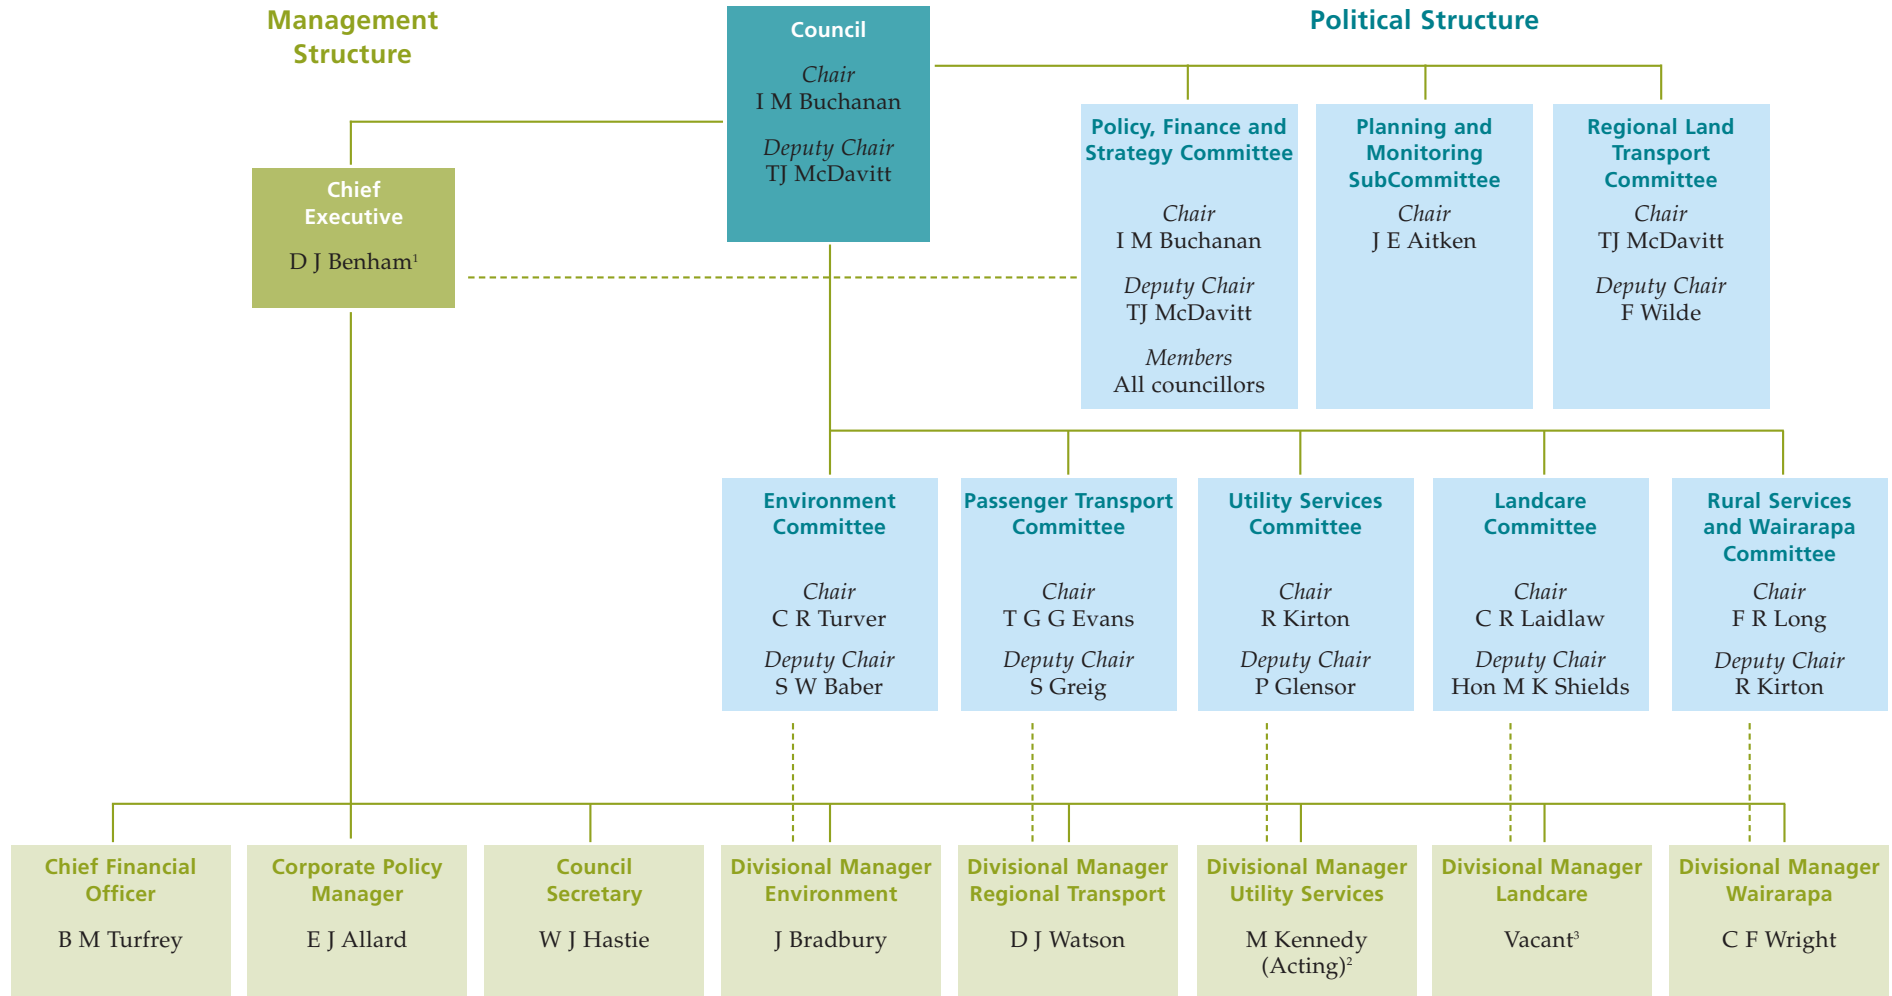 Management
Structure
Council
Chair
I M Buchanan
Deputy Chair
TJ McDavitt
Political Structure
Chief
Executive
D J Benham¹
Policy, Finance and
Strategy Committee
Chair
I M Buchanan
Deputy Chair
TJ McDavitt
Members
All councillors
Planning and
Monitoring
SubCommittee
Chair
J E Aitken
Regional Land
Transport
Committee
Chair
TJ McDavitt
Deputy Chair
F Wilde
Environment
Committee
Chair
C R Turver
Deputy Chair
S W Baber
Passenger Transport
Committee
Chair
T G G Evans
Deputy Chair
S Greig
Utility Services
Committee
Chair
R Kirton
Deputy Chair
P Glensor
Landcare
Committee
Chair
C R Laidlaw
Deputy Chair
Hon M K Shields
Rural Services
and Wairarapa
Committee
Chair
F R Long
Deputy Chair
R Kirton
Chief Financial
Officer
B M Turfrey
Corporate Policy
Manager
E J Allard
Council
Secretary
W J Hastie
Divisional Manager
Environment
J Bradbury
Divisional Manager
Regional Transport
D J Watson
Divisional Manager
Utility Services
M Kennedy
(Acting)²
Divisional Manager
Landcare
Vacant³
Divisional Manager
Wairarapa
C F Wright